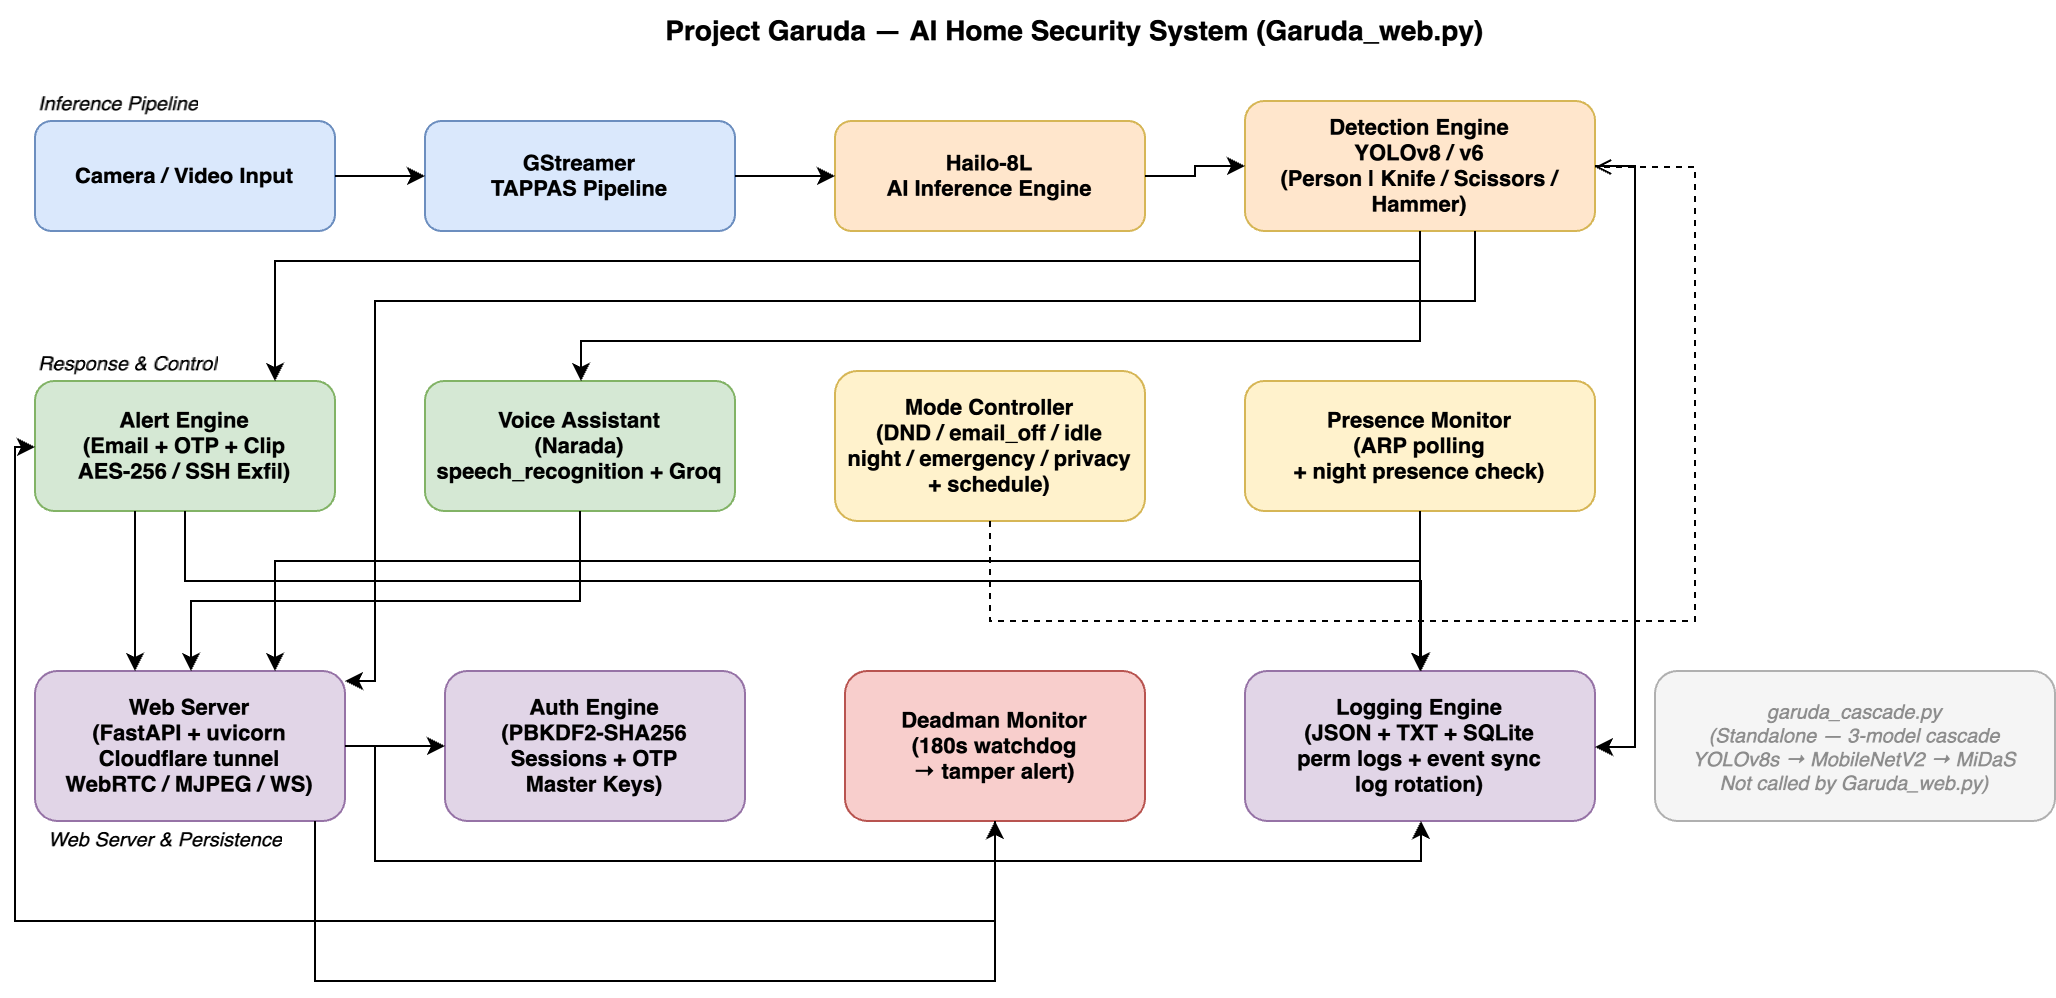 Project Garuda — AI Home Security System (Garuda_web.py)
Inference Pipeline
Camera / Video Input
GStreamer
TAPPAS Pipeline
Hailo-8L
AI Inference Engine
Detection Engine
YOLOv8 / v6
(Person | Knife / Scissors /
Hammer)
Response & Control
Alert Engine
(Email + OTP + Clip
AES-256 / SSH Exfil)
Voice Assistant
(Narada)
speech_recognition + Groq
Mode Controller
(DND / email_off / idle
night / emergency / privacy
+ schedule)
Presence Monitor
(ARP polling
+ night presence check)
Web Server
(FastAPI + uvicorn
Cloudflare tunnel
WebRTC / MJPEG / WS)
Auth Engine
(PBKDF2-SHA256
Sessions + OTP
Master Keys)
Deadman Monitor
(180s watchdog
→ tamper alert)
Logging Engine
(JSON + TXT + SQLite
perm logs + event sync
log rotation)
garuda_cascade.py
(Standalone — 3-model cascade
YOLOv8s → MobileNetV2 → MiDaS
Not called by Garuda_web.py)
Web Server & Persistence